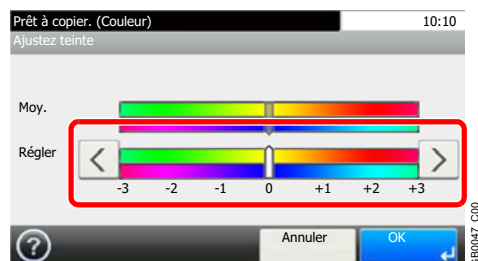 Prêt à copier. (Couleur) 10:10
Ajustez teinte
Moy.
Régler
-3 -2 -1 0 +1 +2 +3
? Annuler OK